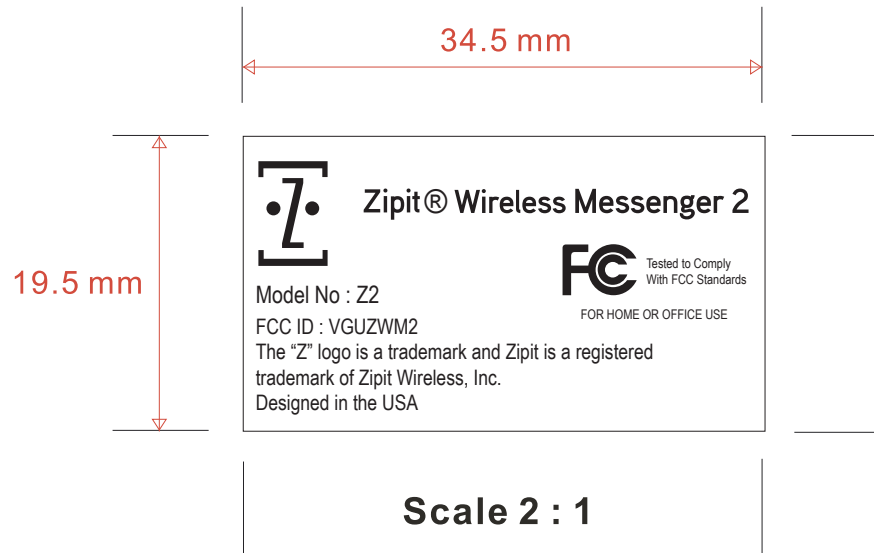 34.5 mm
19.5 mm
Z
Zipit® Wireless Messenger 2
FC
Tested to Comply
With FCC Standards
FOR HOME OR OFFICE USE
Model No : Z2
FCC ID : VGUZWM2
The “Z” logo is a trademark and Zipit is a registered
trademark of Zipit Wireless, Inc.
Designed in the USA
Scale 2 : 1